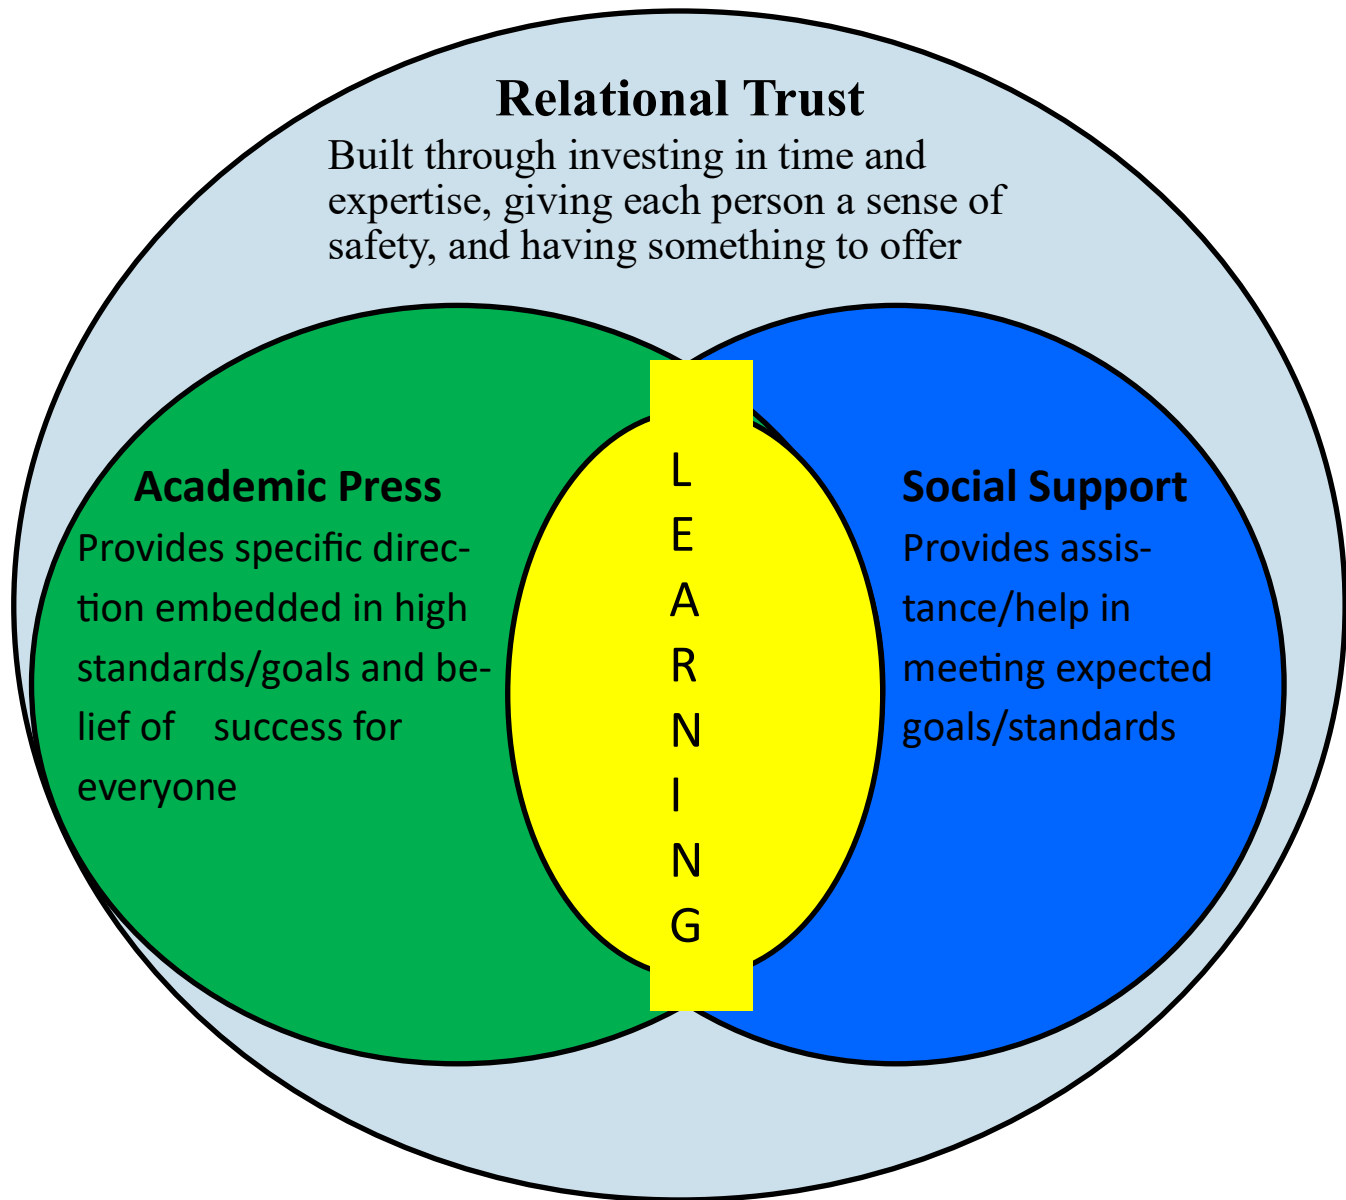 Relational Trust
Built through investing in time and
expertise, giving each person a sense of
safety, and having something to offer
Academic Press
Provides specific direc-
tion embedded in high
standards/goals and be-
lief of success for
everyone
L
E
A
R
N
I
N
G
Social Support
Provides assis-
tance/help in
meeting expected
goals/standards